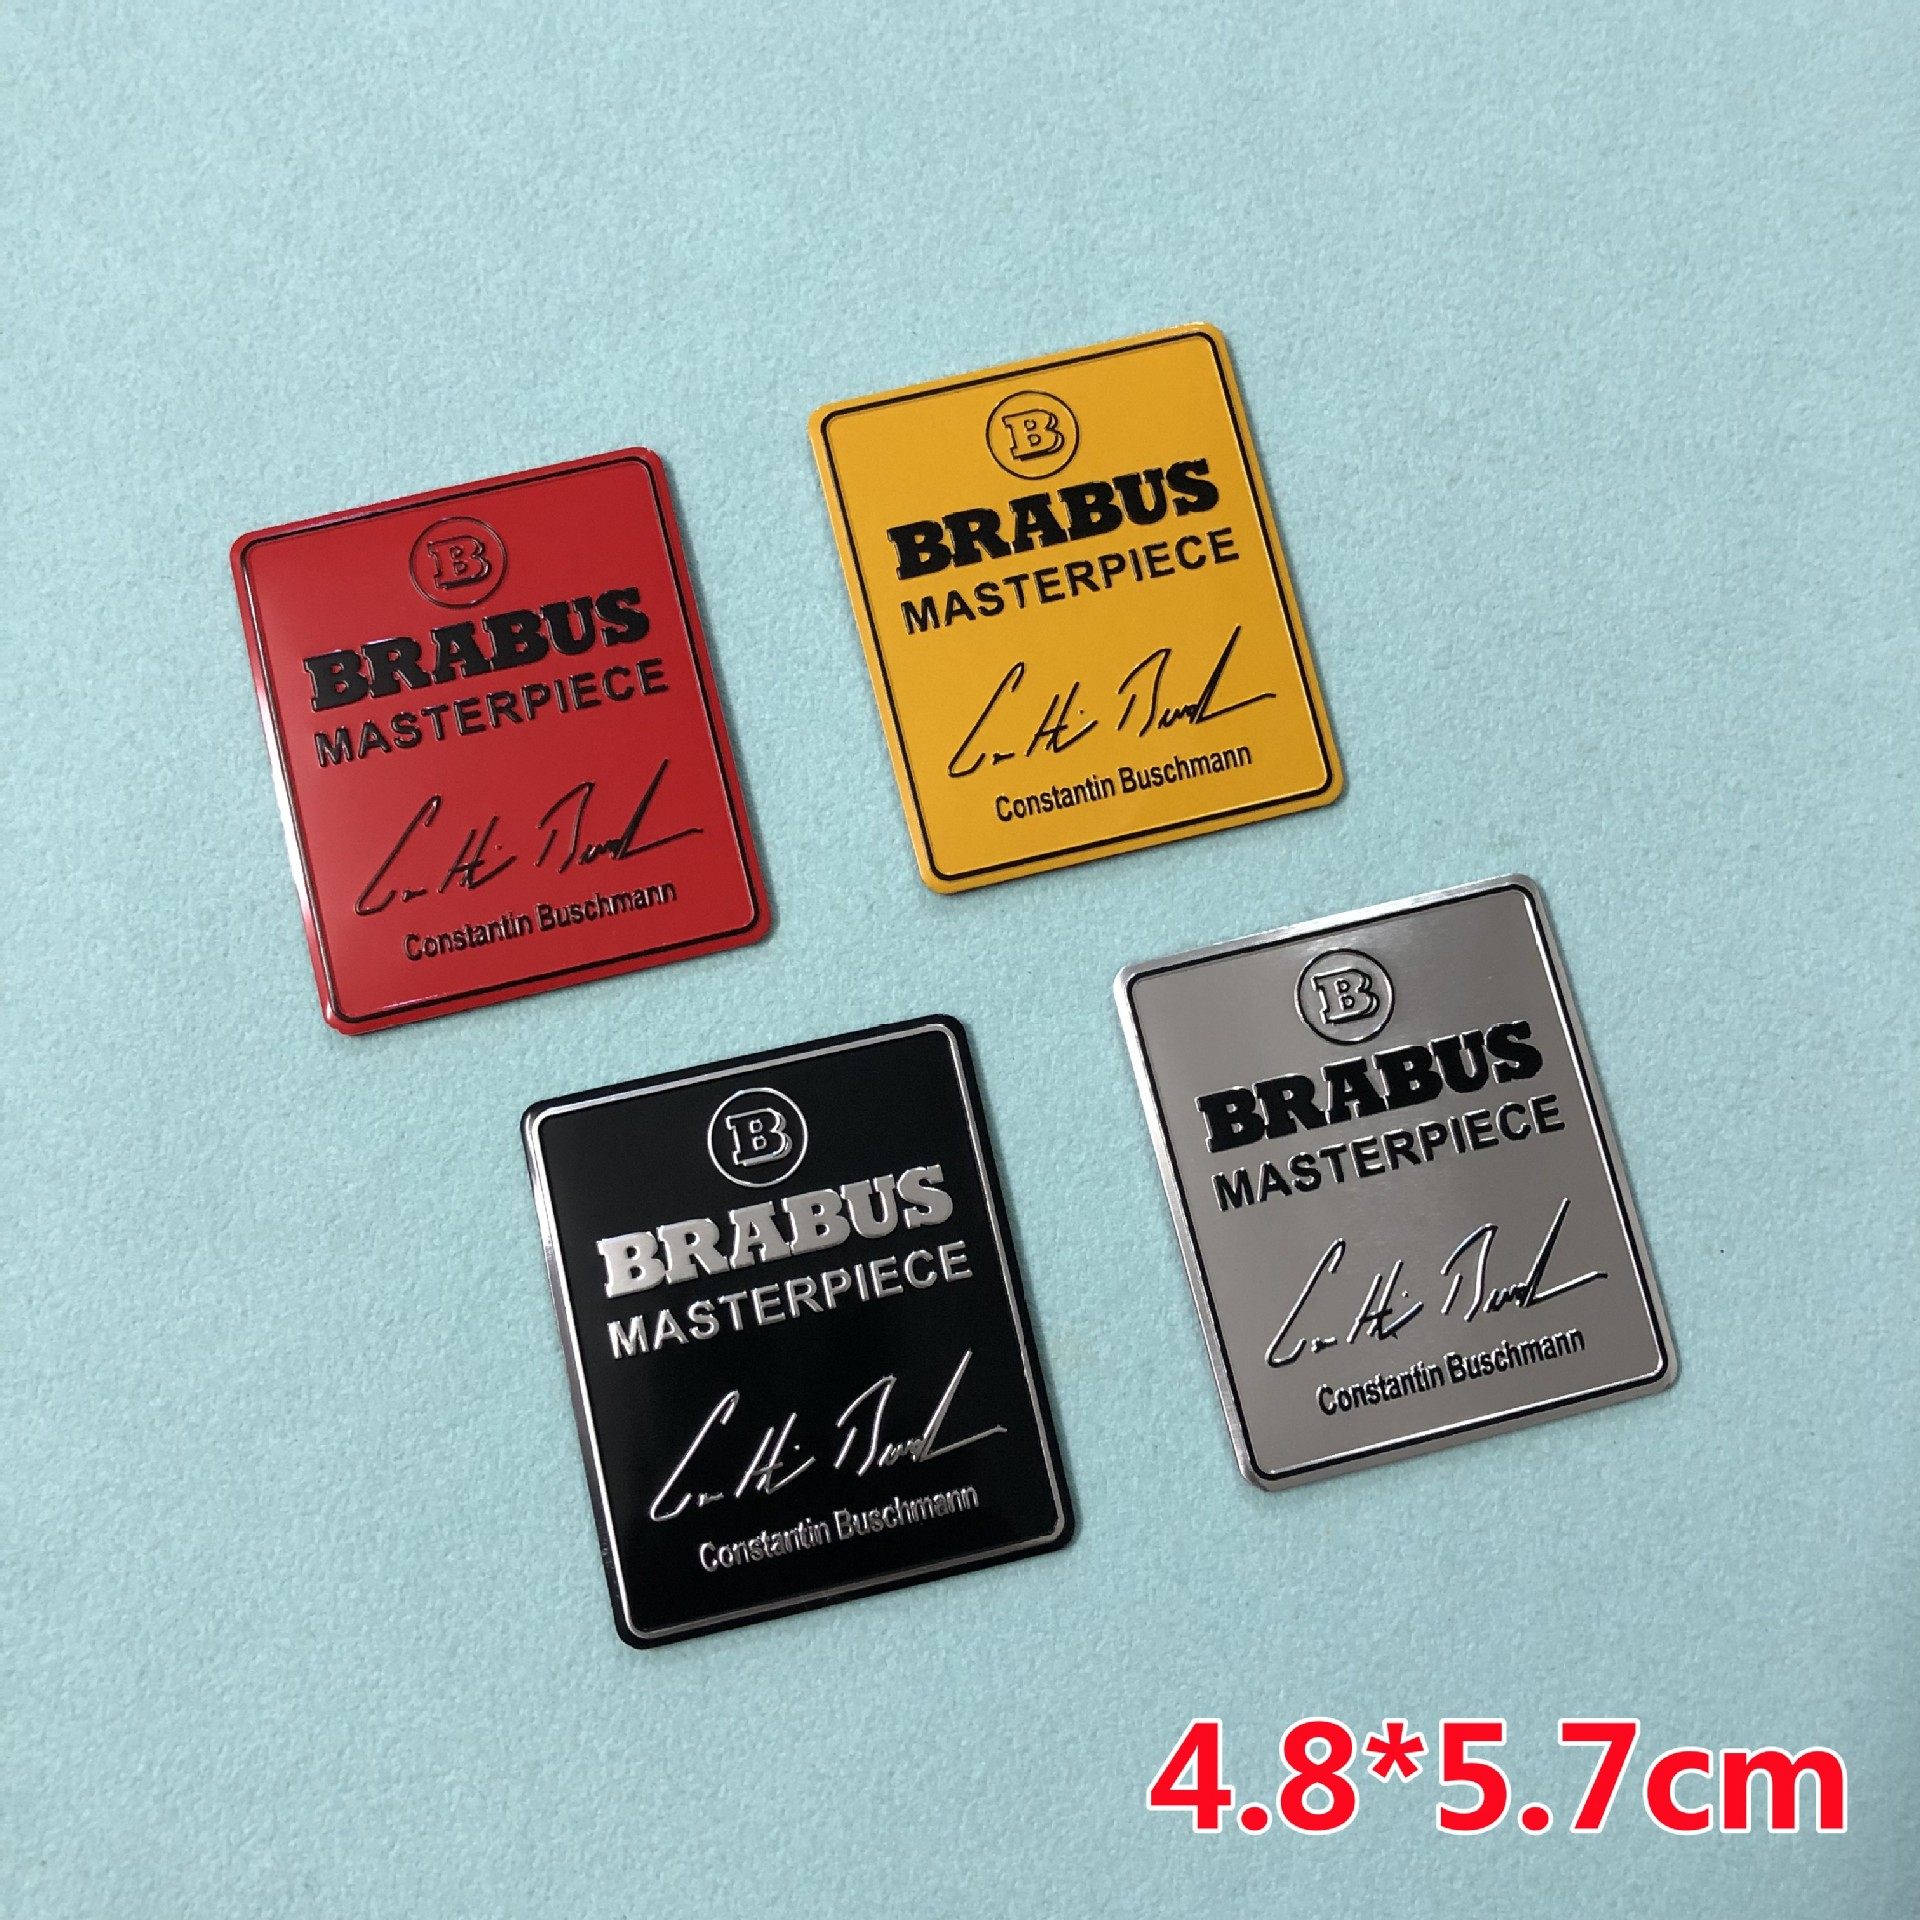 B
BRABUS
MASTERPIECE
Constantin Buschmann
B
BRABUS
MASTERPIECE
Constantin Buschmann
B
BRABUS
MASTERPIECE
Constantin Buschmann
B
BRABUS
MASTERPIECE
Constantin Buschmann
4.8*5.7cm